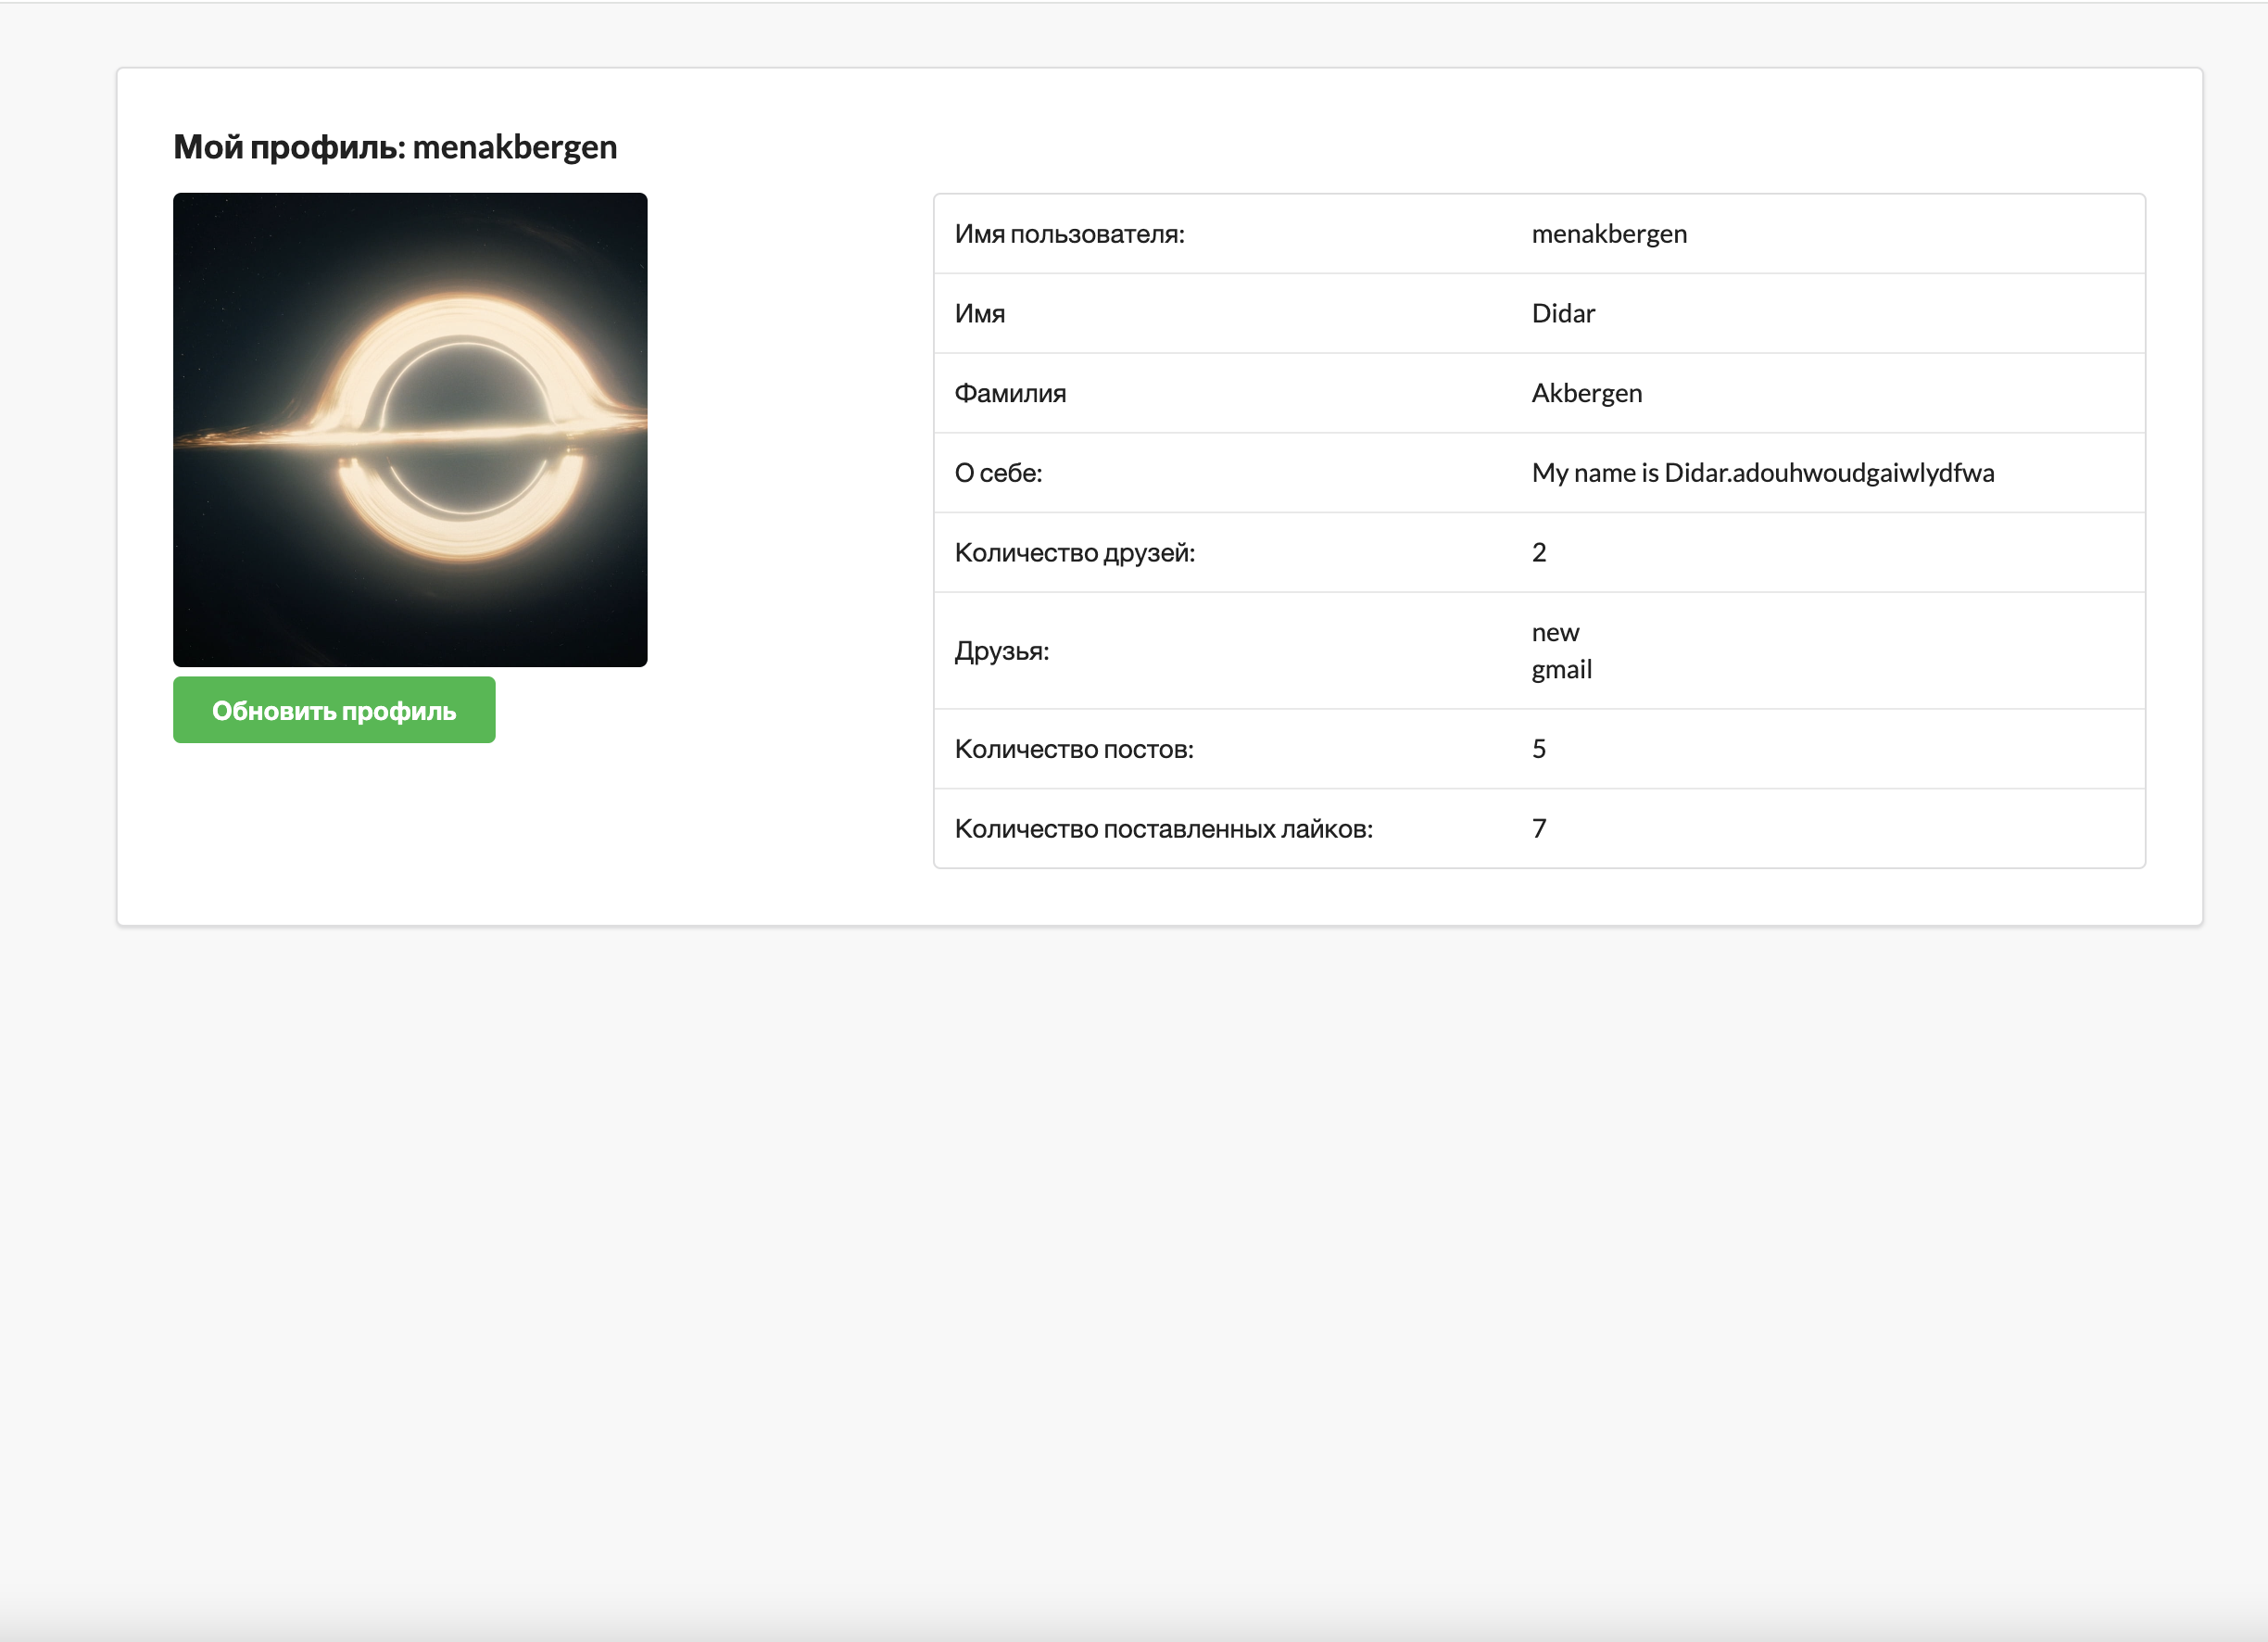 Мой профиль: menakbergen
Имя пользователя: menakbergen
Имя Didar
Фамилия Akbergen
О себе: My name is Didar.adouhwoudgaiwlydfwa
Количество друзей: 2
Друзья: new
gmail
Количество постов: 5
Количество поставленных лайков: 7
Обновить профиль